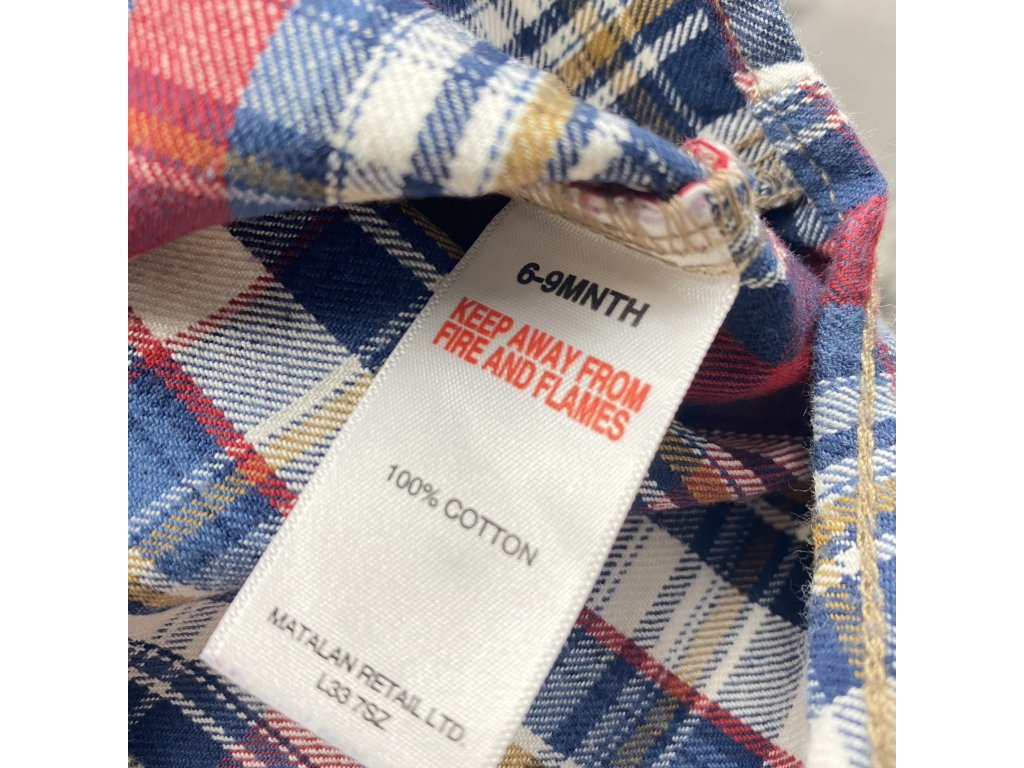 6-9MNTH
KEEP AWAY FROM
FIRE AND FLAMES
100% COTTON
MATALAN RETAIL LTD.
L33 7SZ